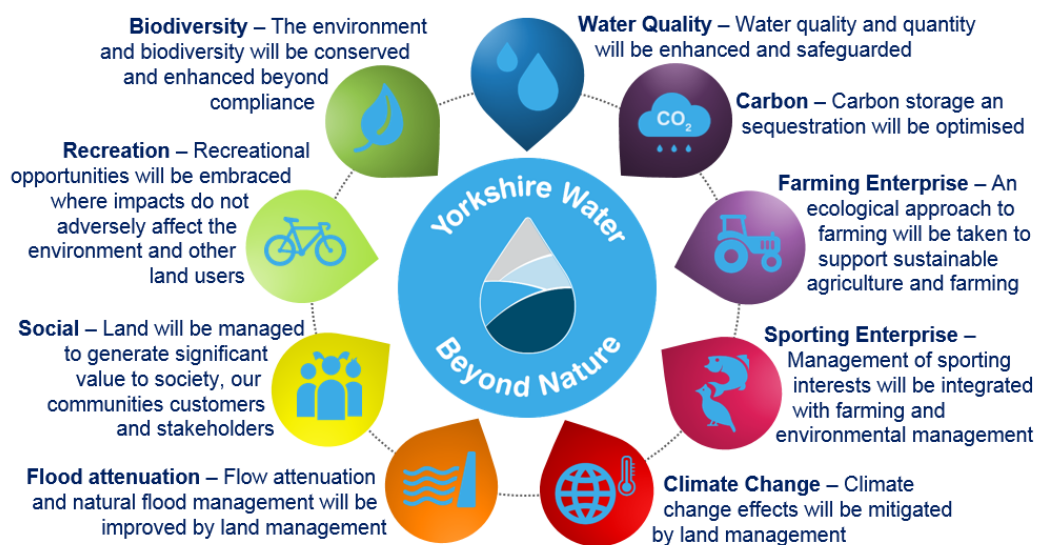 Biodiversity – The environment
and biodiversity will be conserved
and enhanced beyond
compliance
Water Quality – Water quality and quantity
will be enhanced and safeguarded
CO2
Carbon – Carbon storage an
sequestration will be optimised
Recreation – Recreational
opportunities will be embraced
where impacts do not
adversely affect the
environment and other
land users
Yorkshire Water
Beyond Nature
Farming Enterprise – An
ecological approach to
farming will be taken to
support sustainable
agriculture and farming
Social – Land will be managed
to generate significant
value to society, our
communities customers
and stakeholders
Sporting Enterprise –
Management of sporting
interests will be integrated
with farming and
environmental management
Flood attenuation – Flow attenuation
and natural flood management will be
improved by land management
Climate Change – Climate
change effects will be mitigated
by land management